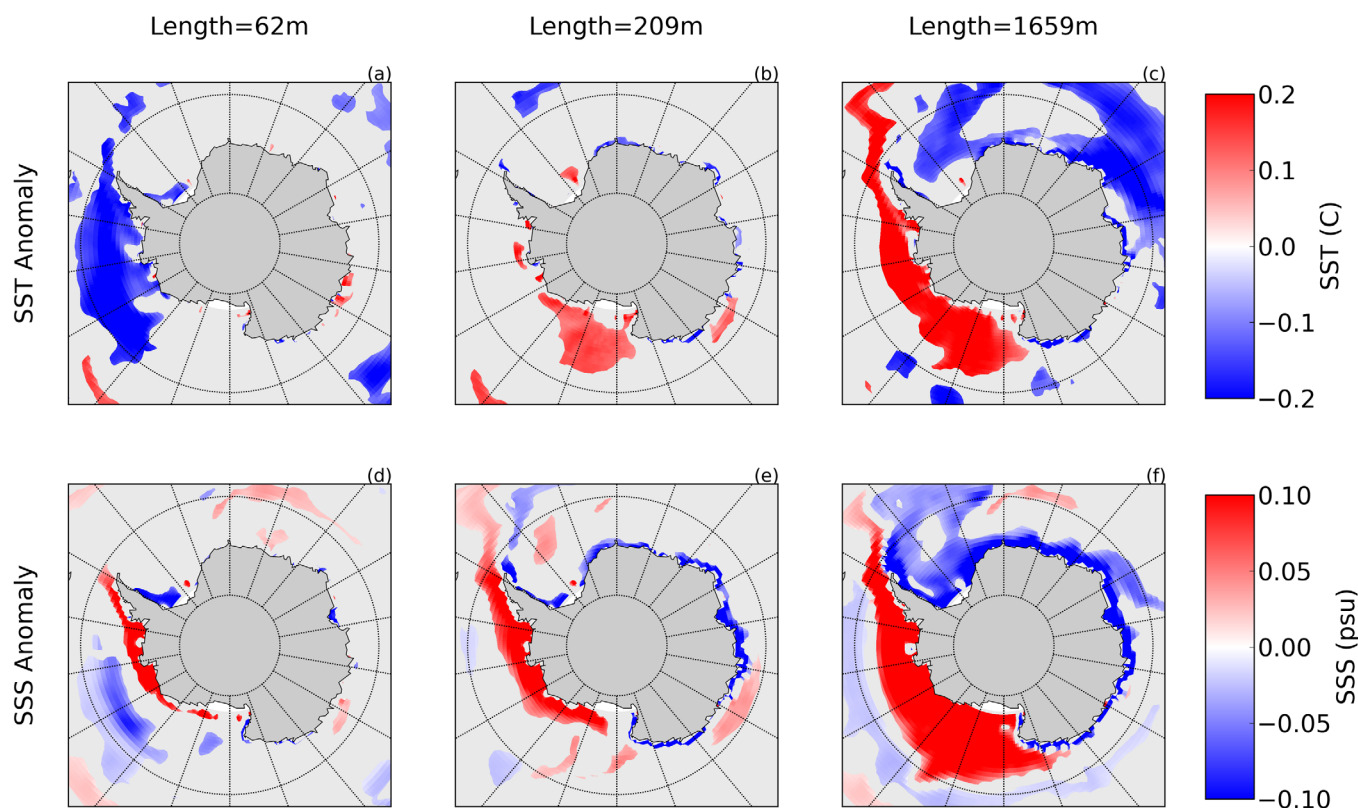 Length=62m Length=209m Length=1659m
(a) (b) (c)
SST Anomaly
0.2
0.1
0.0
−0.1
−0.2
SST (C)
(d) (e) (f)
SSS Anomaly
0.10
0.05
0.00
−0.05
−0.10
SSS (psu)